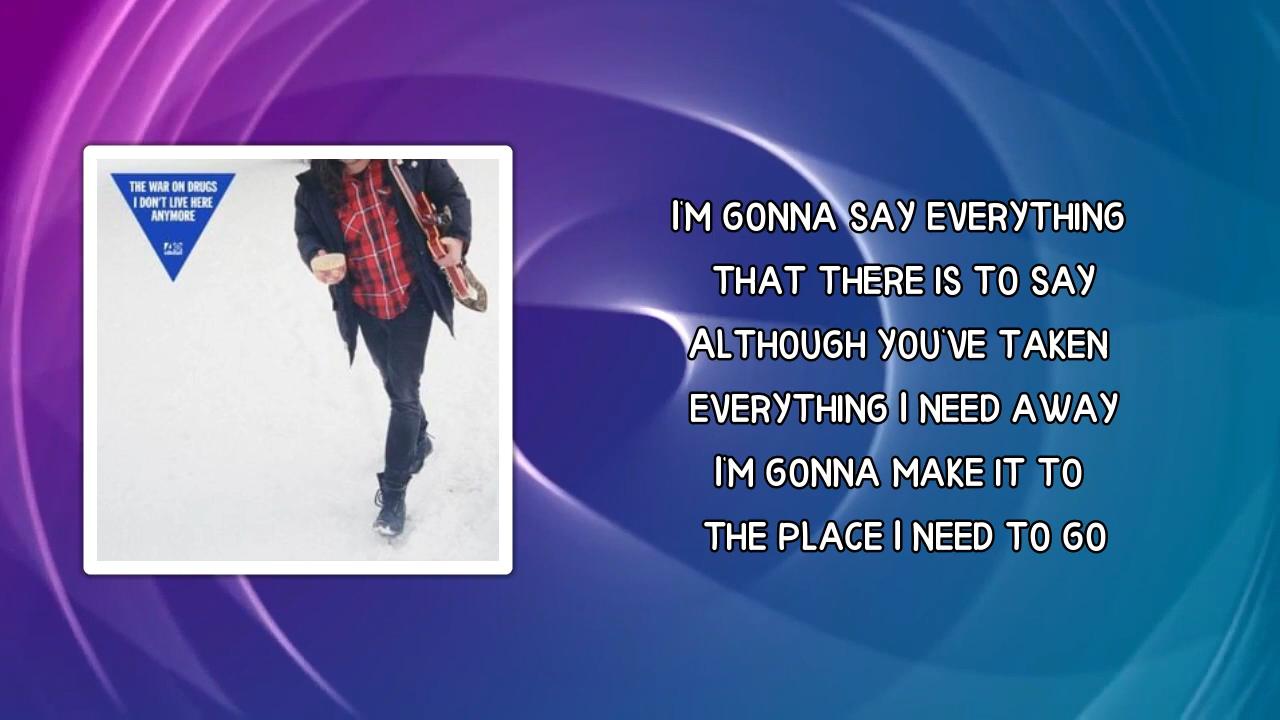 THE WAR ON DRUGS
I DON'T LIVE HERE
ANYMORE
I'M GONNA SAY EVERYTHING
THAT THERE IS TO SAY
ALTHOUGH YOU'VE TAKEN
EVERYTHING I NEED AWAY
I'M GONNA MAKE IT TO
THE PLACE I NEED TO GO